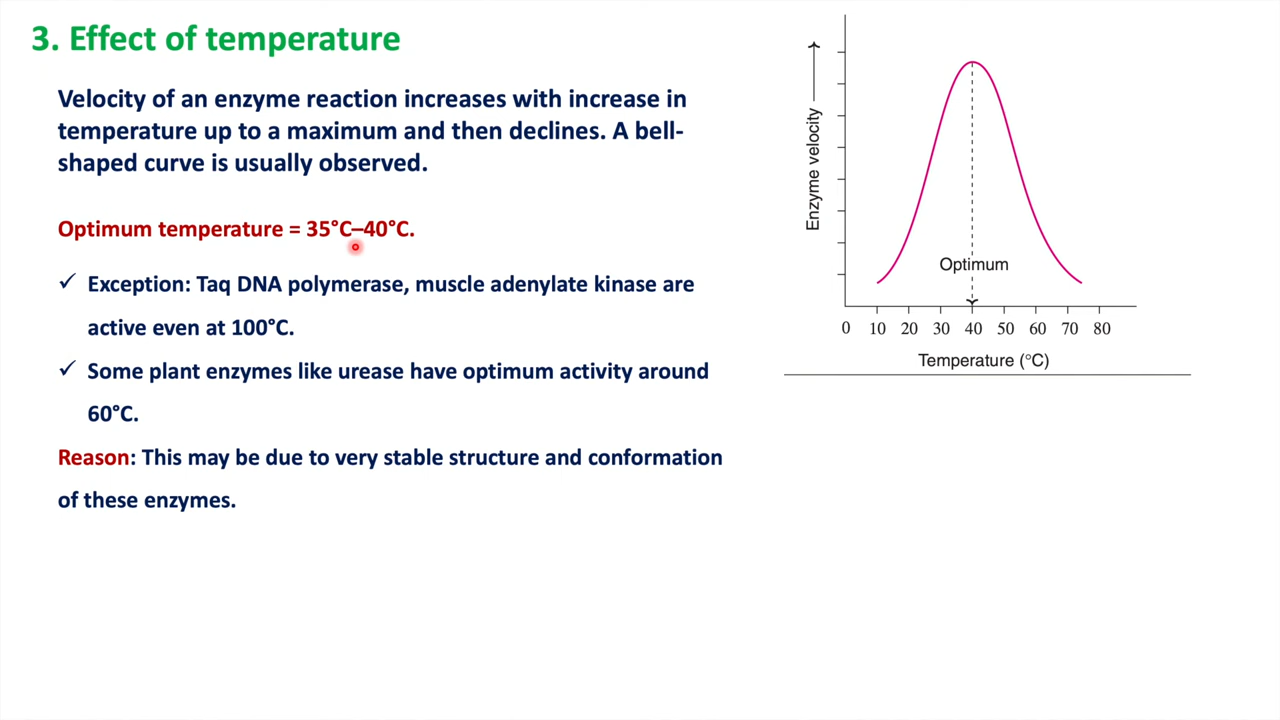 3. Effect of temperature
Velocity of an enzyme reaction increases with increase in
temperature up to a maximum and then declines. A bell-
shaped curve is usually observed.
Optimum temperature = 35°C–40°C.
✓ Exception: Taq DNA polymerase, muscle adenylate kinase are
active even at 100°C.
✓ Some plant enzymes like urease have optimum activity around
60°C.
Reason: This may be due to very stable structure and conformation
of these enzymes.
Enzyme velocity
Optimum
0 10 20 30 40 50 60 70 80
Temperature (°C)